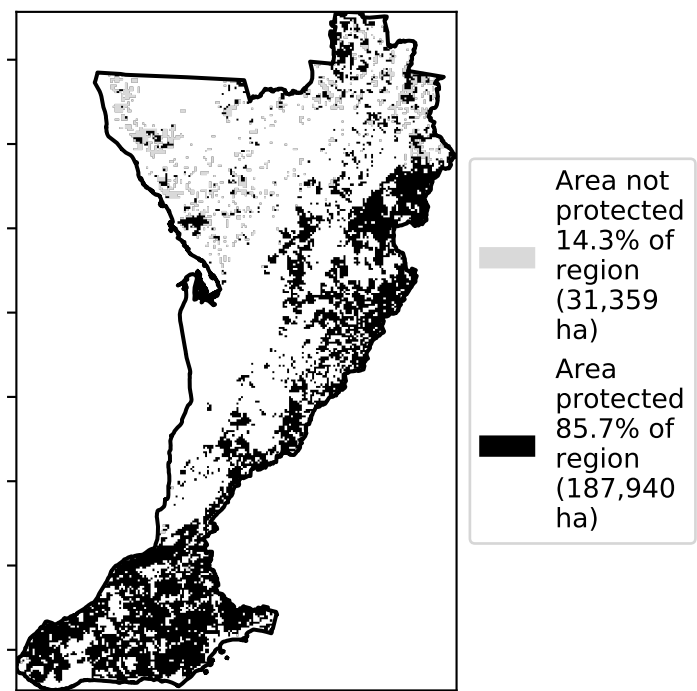 Area not
protected
14.3% of
region
(31,359
ha)
Area
protected
85.7% of
region
(187,940
ha)